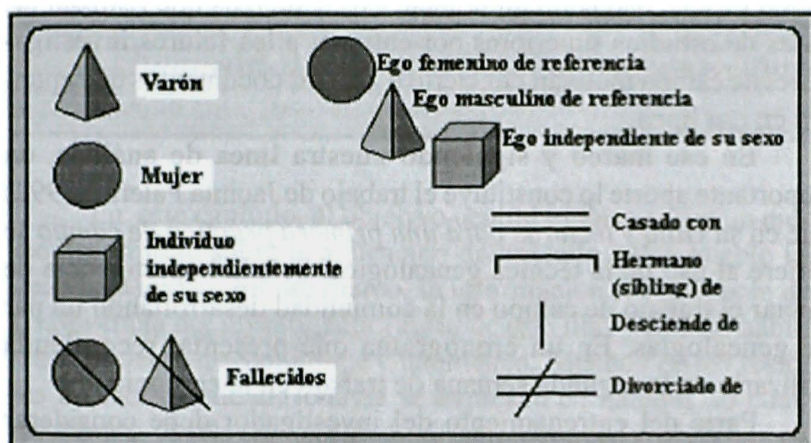 Varón
Mujer
Individuo
independientemente
de su sexo
Fallecidos
Ego femenino de referencia
Ego masculino de referencia
Ego independiente de su sexo
Casado con
Hermano
(sibling) de
Desciende de
Divorciado de